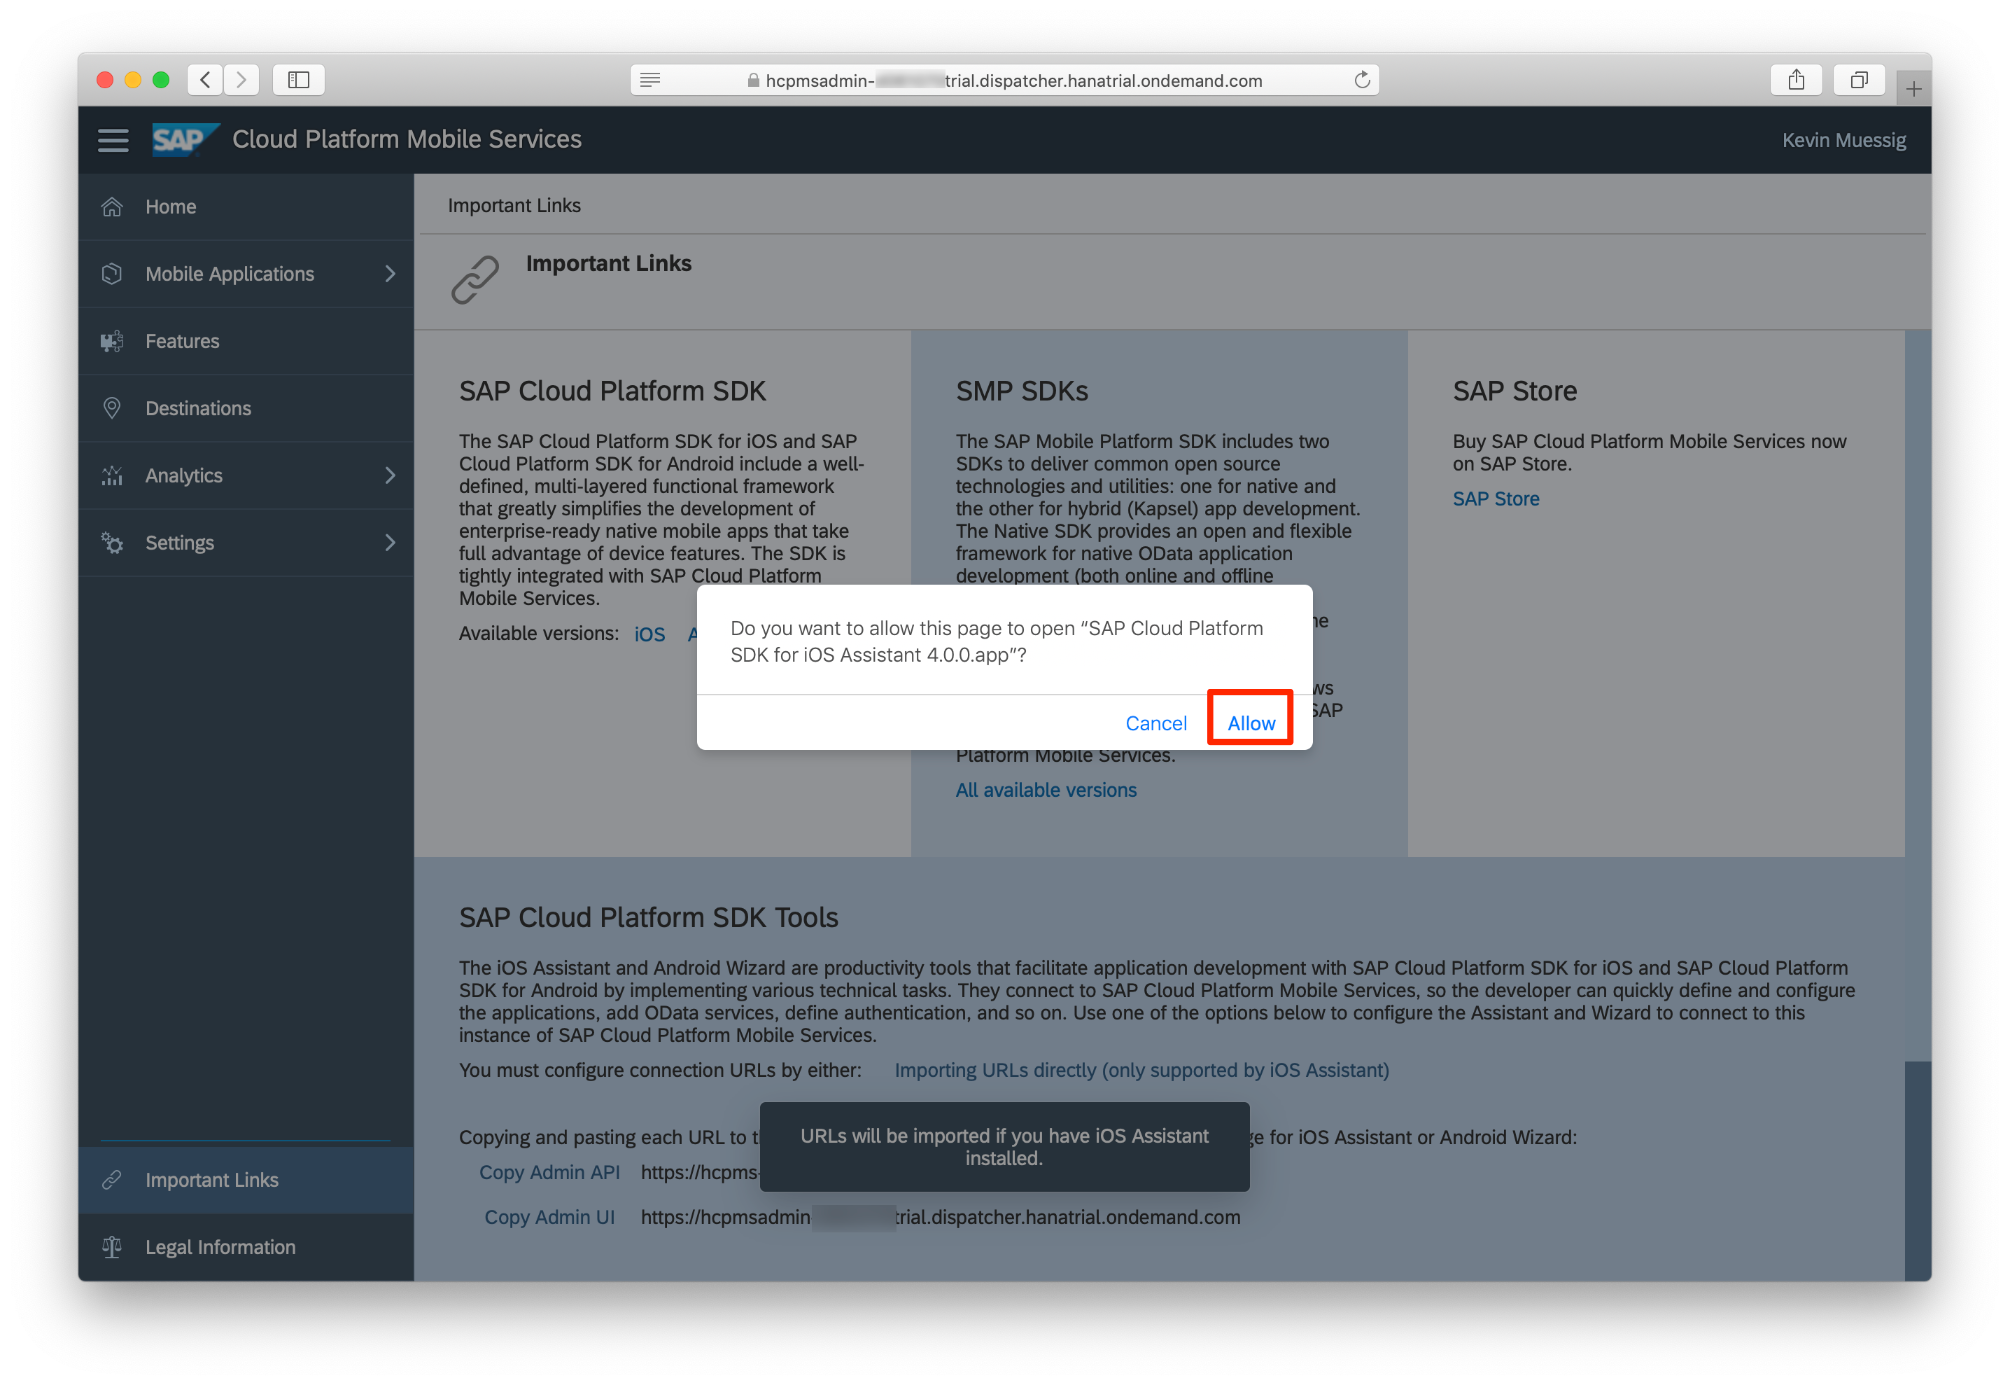 hcpmsadmin- trial.dispatcher.hanatrial.ondemand.com
SAP Cloud Platform Mobile Services
Kevin Muessig
Home
Mobile Applications
Features
Destinations
Analytics
Settings
Important Links
Legal Information
Important Links
Important Links
SAP Cloud Platform SDK
The SAP Cloud Platform SDK for iOS and SAP
Cloud Platform SDK for Android include a well-
defined, multi-layered functional framework
that greatly simplifies the development of
enterprise-ready native mobile apps that take
full advantage of device features. The SDK is
tightly integrated with SAP Cloud Platform
Mobile Services.
Available versions: iOS
SMP SDKs
The SAP Mobile Platform SDK includes two
SDKs to deliver common open source
technologies and utilities: one for native and
the other for hybrid (Kapsel) app development.
The Native SDK provides an open and flexible
framework for native OData application
development (both online and offline
SAP
Platform Mobile Services.
All available versions
SAP Store
Buy SAP Cloud Platform Mobile Services now
on SAP Store.
SAP Store
Do you want to allow this page to open “SAP Cloud Platform
SDK for iOS Assistant 4.0.0.app”?
Cancel Allow
SAP Cloud Platform SDK Tools
The iOS Assistant and Android Wizard are productivity tools that facilitate application development with SAP Cloud Platform SDK for iOS and SAP Cloud Platform
SDK for Android by implementing various technical tasks. They connect to SAP Cloud Platform Mobile Services, so the developer can quickly define and configure
the applications, add OData services, define authentication, and so on. Use one of the options below to configure the Assistant and Wizard to connect to this
instance of SAP Cloud Platform Mobile Services.
You must configure connection URLs by either: Importing URLs directly (only supported by iOS Assistant)
Copying and pasting each URL to for iOS Assistant or Android Wizard:
URLs will be imported if you have iOS Assistant
installed.
Copy Admin API https://hcpms-
Copy Admin UI https://hcpmsadmin trial.dispatcher.hanatrial.ondemand.com